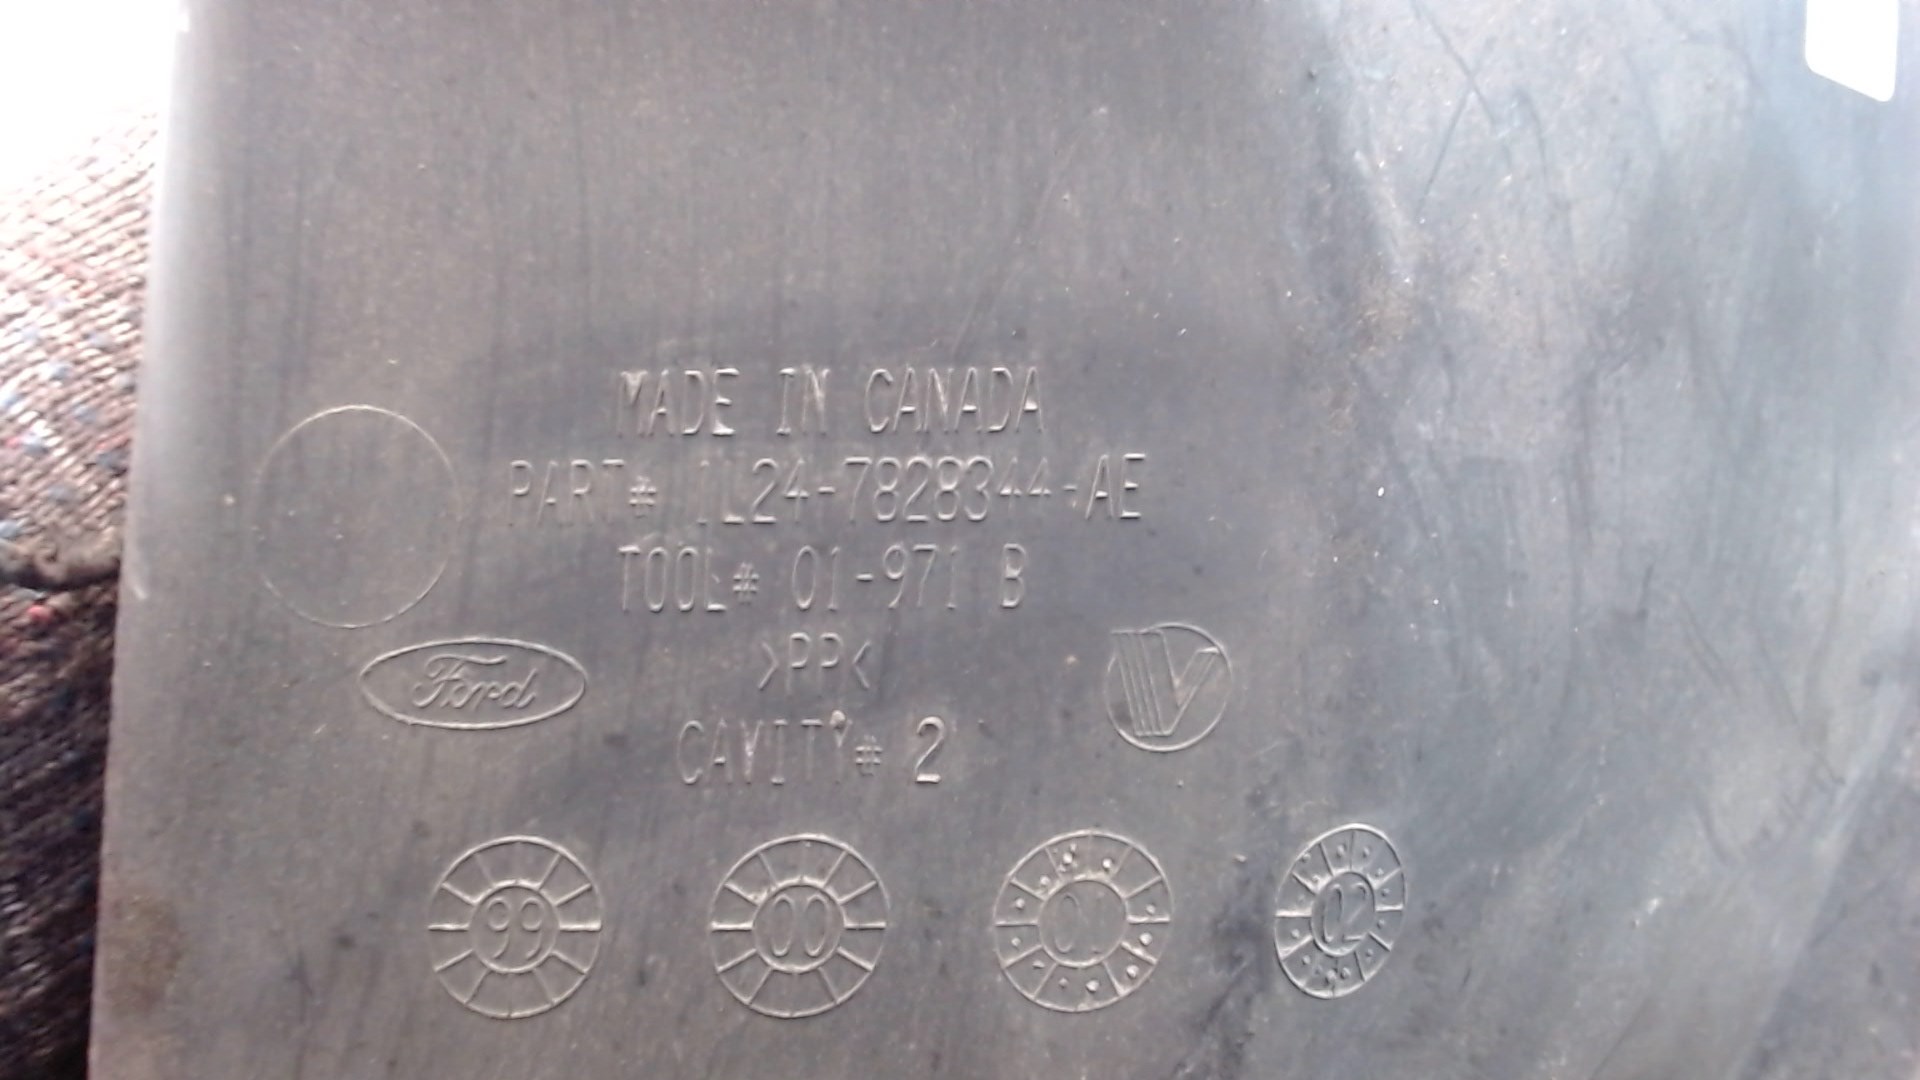 MADE IN CANADA
PART# 1L24-7828344-AE
TOOL# 01-971 B
Ford
>PP<
V
CAVITY# 2
99
00
01
02